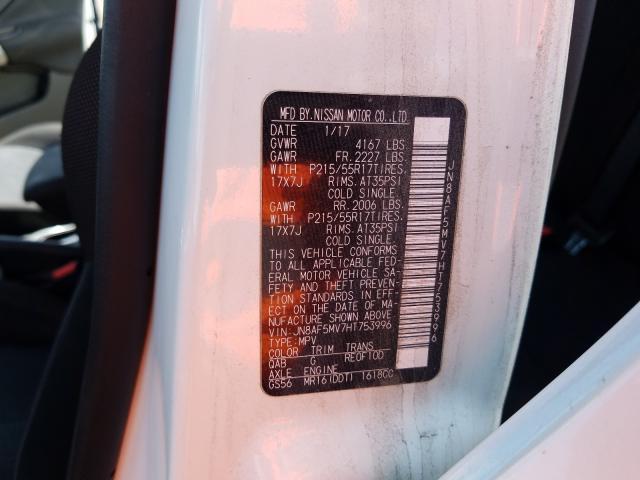 MFD BY.NISSAN MOTOR CO.,LTD
DATE 1/17
GVWR 4167 LBS
GAWR FR. 2227 LBS
WITH P215/55R17TIRES.
17X7J RIMS.AT35PSI
COLD SINGLE.
GAWR RR. 2006 LBS.
WITH P215/55R17TIRES.
17X7J RIMS.AT35PSI
COLD SINGLE.
THIS VEHICLE CONFORMS
TO ALL APPLICABLE FED-
ERAL MOTOR VEHICLE SA-
FETY AND THEFT PREVEN-
TION STANDARDS IN EFF-
ECT ON THE DATE OF MA-
NUFACTURE SHOWN ABOVE.
VIN:JN8AF5MV7HT753996
TYPE:MPV
COLOR TRIM TRANS
QAB G RE0F10D
AXLE ENGINE
GS56 MR16(DDT) 1618CC
JN8AF5MV7HT753996